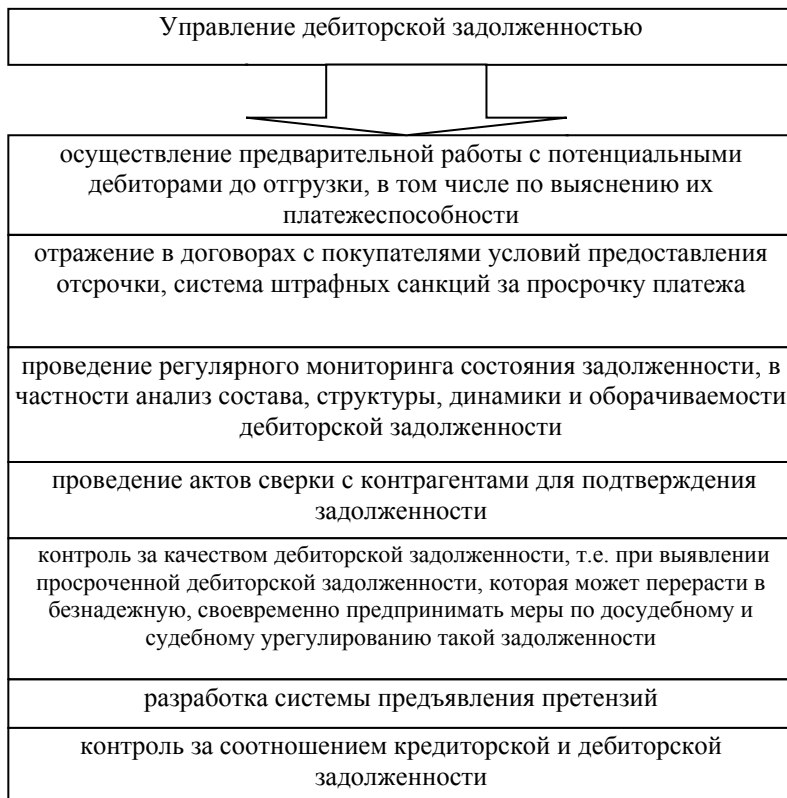 Управление дебиторской задолженностью
осуществление предварительной работы с потенциальными
дебиторами до отгрузки, в том числе по выяснению их
платежеспособности
отражение в договорах с покупателями условий предоставления
отсрочки, система штрафных санкций за просрочку платежа
проведение регулярного мониторинга состояния задолженности, в
частности анализ состава, структуры, динамики и оборачиваемости
дебиторской задолженности
проведение актов сверки с контрагентами для подтверждения
задолженности
контроль за качеством дебиторской задолженности, т.е. при выявлении
просроченной дебиторской задолженности, которая может перерасти в
безнадежную, своевременно предпринимать меры по досудебному и
судебному урегулированию такой задолженности
разработка системы предъявления претензий
контроль за соотношением кредиторской и дебиторской
задолженности